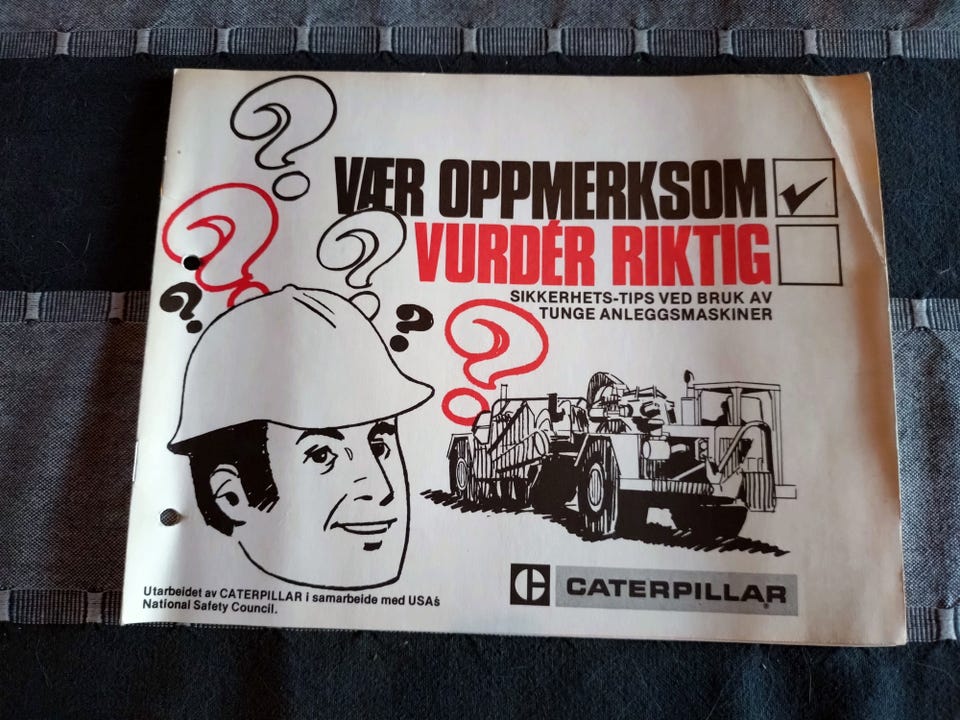 VÆR OPPMERKSOM
VURDÉR RIKTIG
SIKKERHETS-TIPS VED BRUK AV
TUNGE ANLEGGSMASKINER
Utarbeidet av CATERPILLAR i samarbeide med USAś
National Safety Council.
C CATERPILLAR®